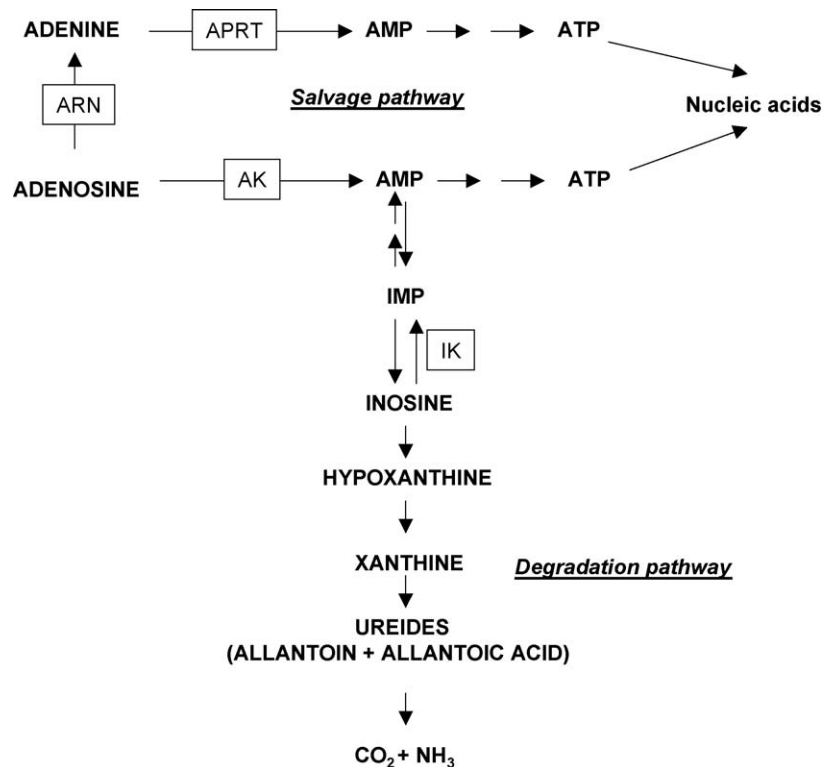 ADENINE APRT AMP ATP
ARN
Salvage pathway
Nucleic acids
ADENOSINE AK AMP ATP
IMP
IK
INOSINE
HYPOXANTHINE
XANTHINE
Degradation pathway
UREIDES
(ALLANTOIN + ALLANTOIC ACID)
CO₂ + NH₃